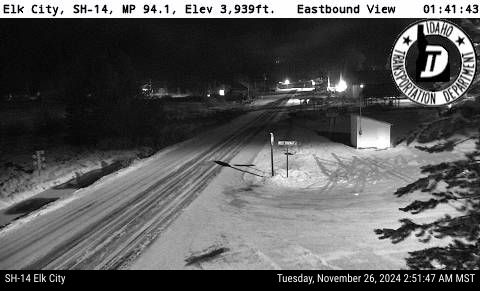 Elk City, SH-14, MP 94.1, Elev 3,939ft. Eastbound View 01:41:43
IDAHO
TRANSPORTATION DEPARTMENT
SH-14 Elk City
Tuesday, November 26, 2024 2:51:47 AM MST